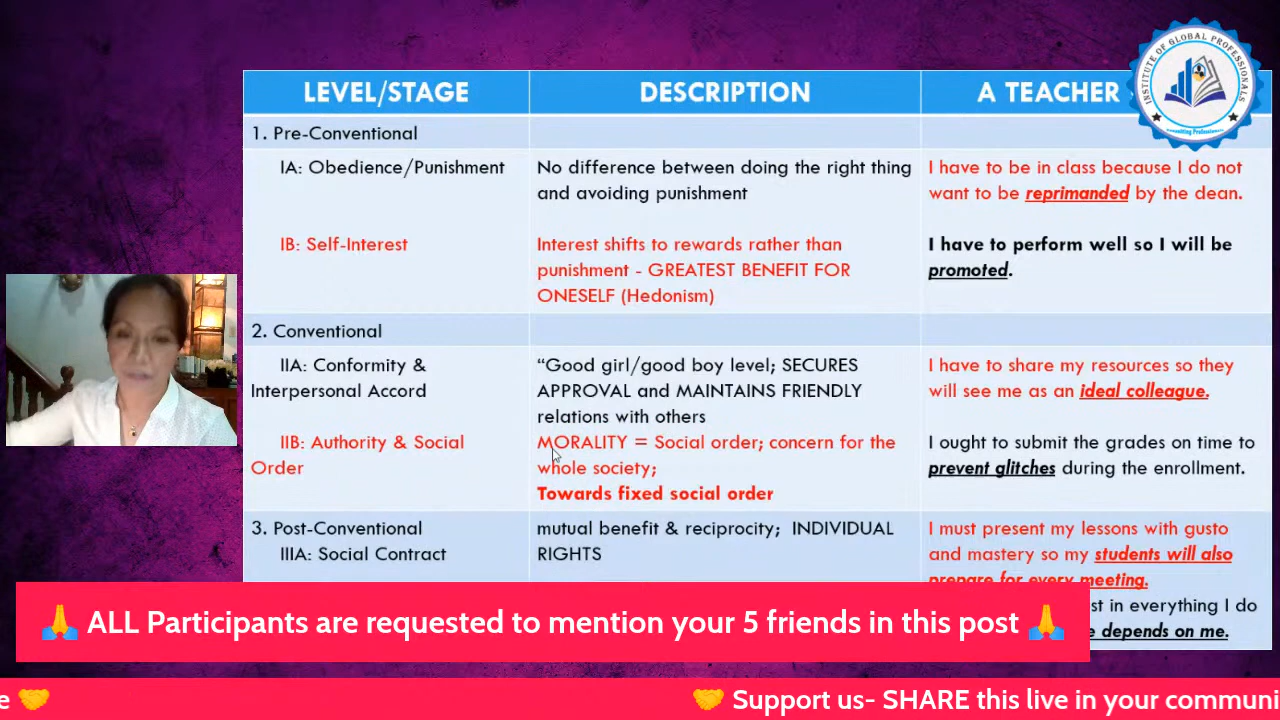 LEVEL/STAGE
DESCRIPTION
A TEACHER
INSTITUTE OF GLOBAL PROFESSIONALS
1. Pre-Conventional
IA: Obedience/Punishment
No difference between doing the right thing
and avoiding punishment
I have to be in class because I do not
want to be reprimanded by the dean.
IB: Self-Interest
Interest shifts to rewards rather than
punishment - GREATEST BENEFIT FOR
ONESELF (Hedonism)
I have to perform well so I will be
promoted.
2. Conventional
IIA: Conformity &
Interpersonal Accord
“Good girl/good boy level; SECURES
APPROVAL and MAINTAINS FRIENDLY
relations with others
I have to share my resources so they
will see me as an ideal colleague.
IIB: Authority & Social
Order
MORALITY = Social order; concern for the
whole society;
Towards fixed social order
I ought to submit the grades on time to
prevent glitches during the enrollment.
3. Post-Conventional
IIIA: Social Contract
mutual benefit & reciprocity; INDIVIDUAL
RIGHTS
I must present my lessons with gusto
and mastery so my students will also
prepare for every meeting.
st in everything I do
e depends on me.
🙏 ALL Participants are requested to mention your 5 friends in this post 🙏
e 🤝
🤝 Support us- SHARE this live in your communi